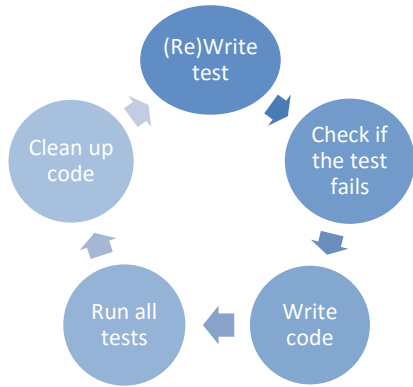 (Re)Write
test
Check if
the test
fails
Write
code
Run all
tests
Clean up
code